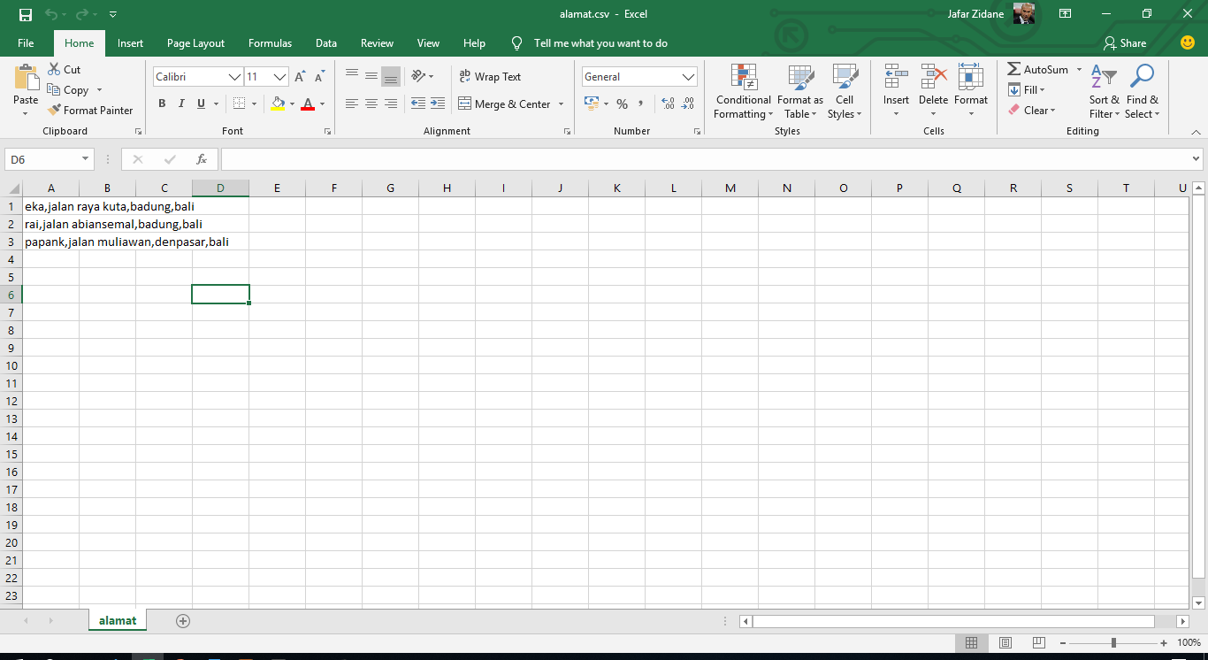 alamat.csv - Excel
Jafar Zidane
File Home Insert Page Layout Formulas Data Review View Help Tell me what you want to do Share
Paste
Cut
Copy
Format Painter
Clipboard
Calibri 11
B I U
Font
Wrap Text
Merge & Center
Alignment
General
%
Number
Conditional Formatting
Format as Table
Cell Styles
Styles
Insert
Delete
Format
Cells
AutoSum
Fill
Clear
Sort & Filter
Find & Select
Editing
D6
fx
A B C D E F G H I J K L M N O P Q R S T U
1 eka,jalan raya kuta,badung,bali
2 rai,jalan abiansemal,badung,bali
3 papank,jalan muliawan,denpasar,bali
4
5
6
7
8
9
10
11
12
13
14
15
16
17
18
19
20
21
22
23
alamat
100%